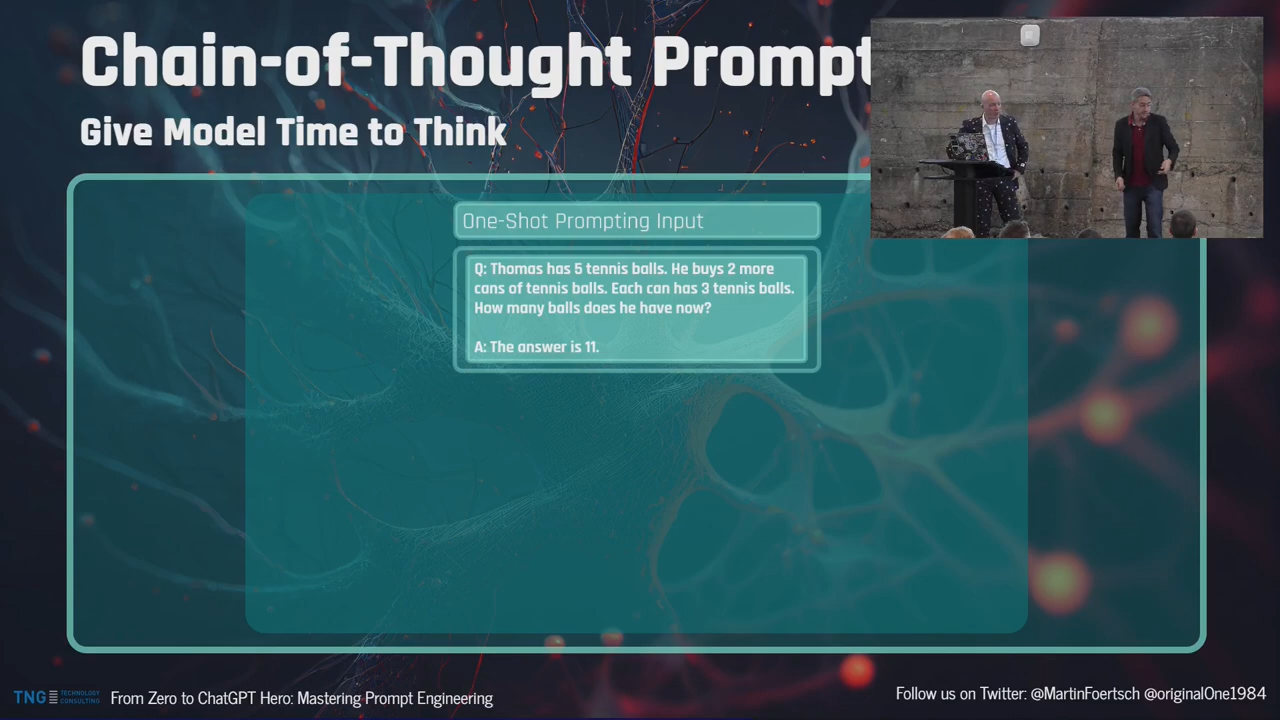 Chain-of-Thought Prompt
Give Model Time to Think
One-Shot Prompting Input
Q: Thomas has 5 tennis balls. He buys 2 more
cans of tennis balls. Each can has 3 tennis balls.
How many balls does he have now?
A: The answer is 11.
TNG TECHNOLOGY
CONSULTING
From Zero to ChatGPT Hero: Mastering Prompt Engineering
Follow us on Twitter: @MartinFoertsch @originalOne1984